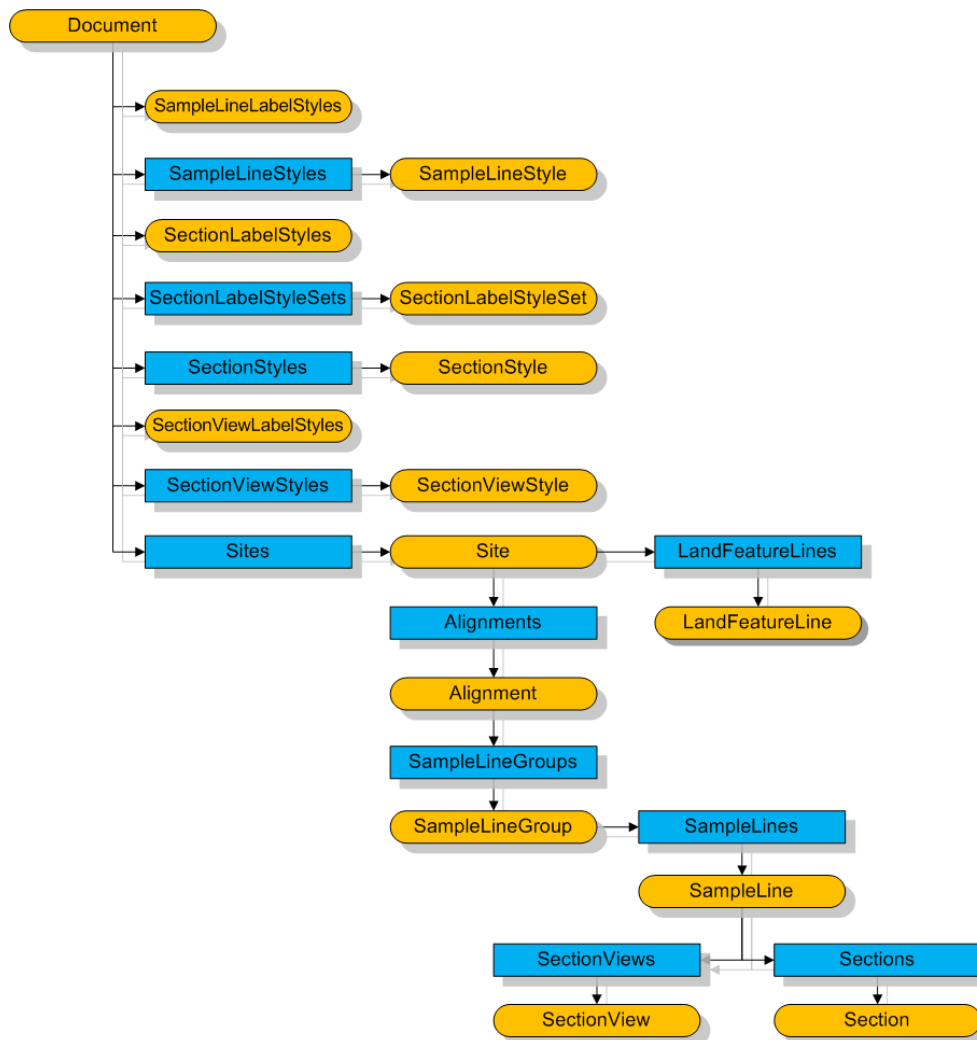 Document
SampleLineLabelStyles
SampleLineStyles
SampleLineStyle
SectionLabelStyles
SectionLabelStyleSets
SectionLabelStyleSet
SectionStyles
SectionStyle
SectionViewLabelStyles
SectionViewStyles
SectionViewStyle
Sites
Site
LandFeatureLines
Alignments
LandFeatureLine
Alignment
SampleLineGroups
SampleLineGroup
SampleLines
SampleLine
SectionViews
Sections
SectionView
Section